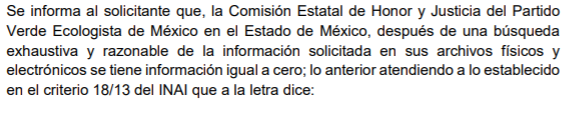 Se informa al solicitante que, la Comisión Estatal de Honor y Justicia del Partido
Verde Ecologista de México en el Estado de México, después de una búsqueda
exhaustiva y razonable de la información solicitada en sus archivos físicos y
electrónicos se tiene información igual a cero; lo anterior atendiendo a lo establecido
en el criterio 18/13 del INAI que a la letra dice: